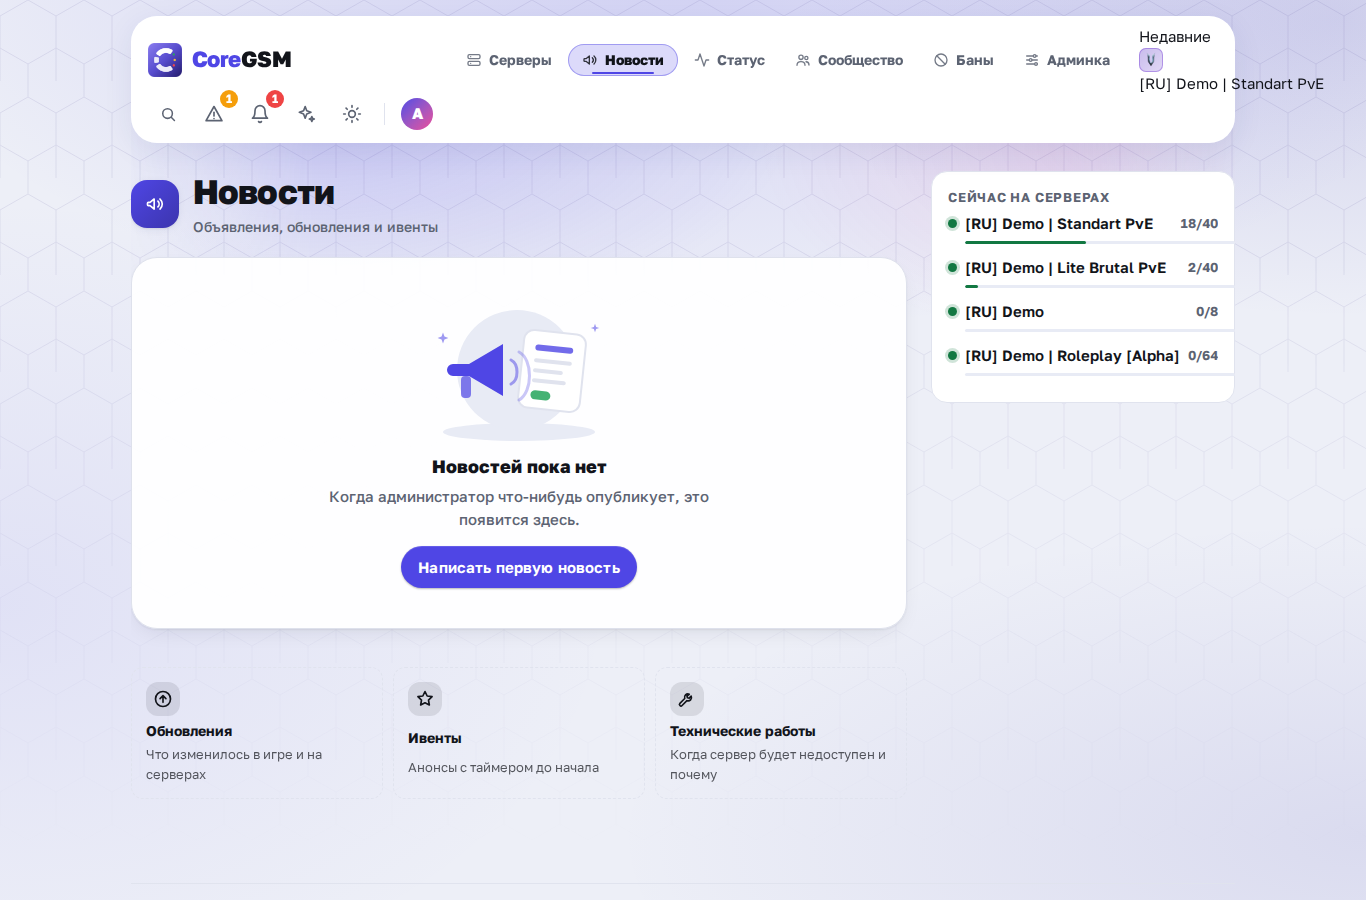 CoreGSM
Серверы
Новости
Статус
Сообщество
Баны
Админка
Недавние
[RU] Demo | Standart PvE
1
1
A
Новости
Объявления, обновления и ивенты
Новостей пока нет
Когда администратор что-нибудь опубликует, это
появится здесь.
Написать первую новость
Обновления
Что изменилось в игре и на
серверах
Ивенты
Анонсы с таймером до начала
Технические работы
Когда сервер будет недоступен и
почему
СЕЙЧАС НА СЕРВЕРАХ
[RU] Demo | Standart PvE 18/40
[RU] Demo | Lite Brutal PvE 2/40
[RU] Demo 0/8
[RU] Demo | Roleplay [Alpha] 0/64